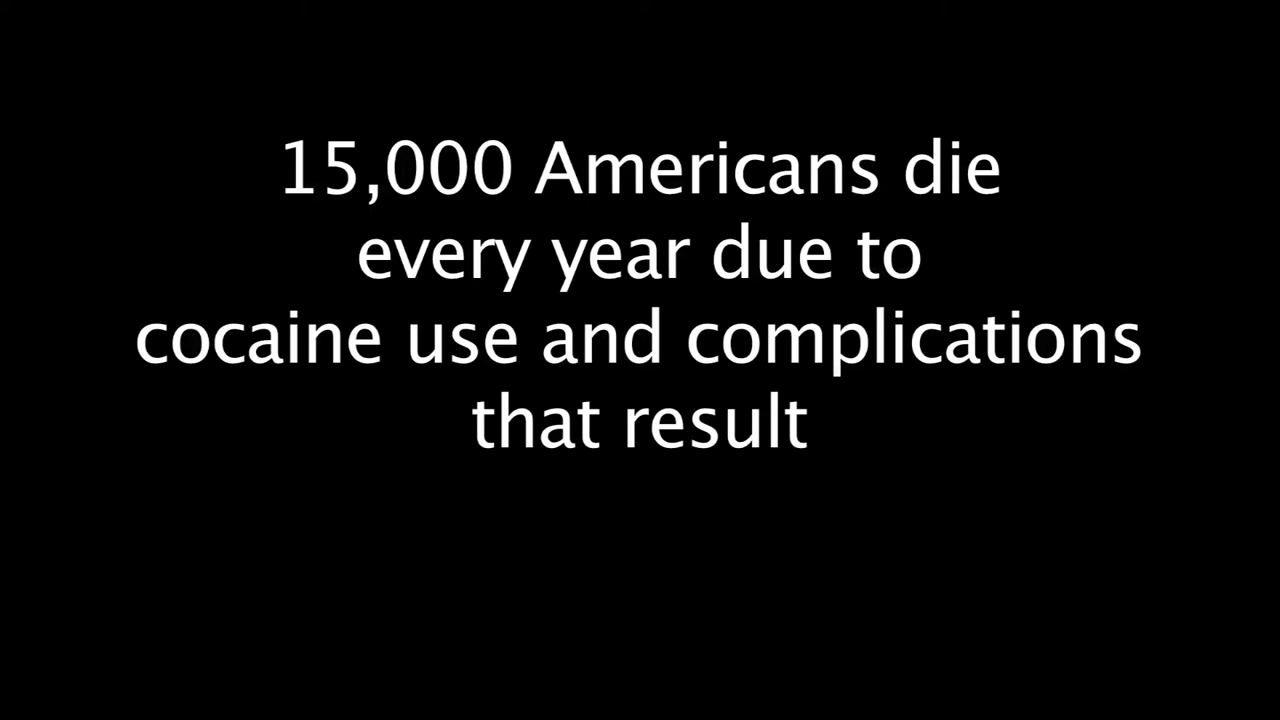 15,000 Americans die
every year due to
cocaine use and complications
that result